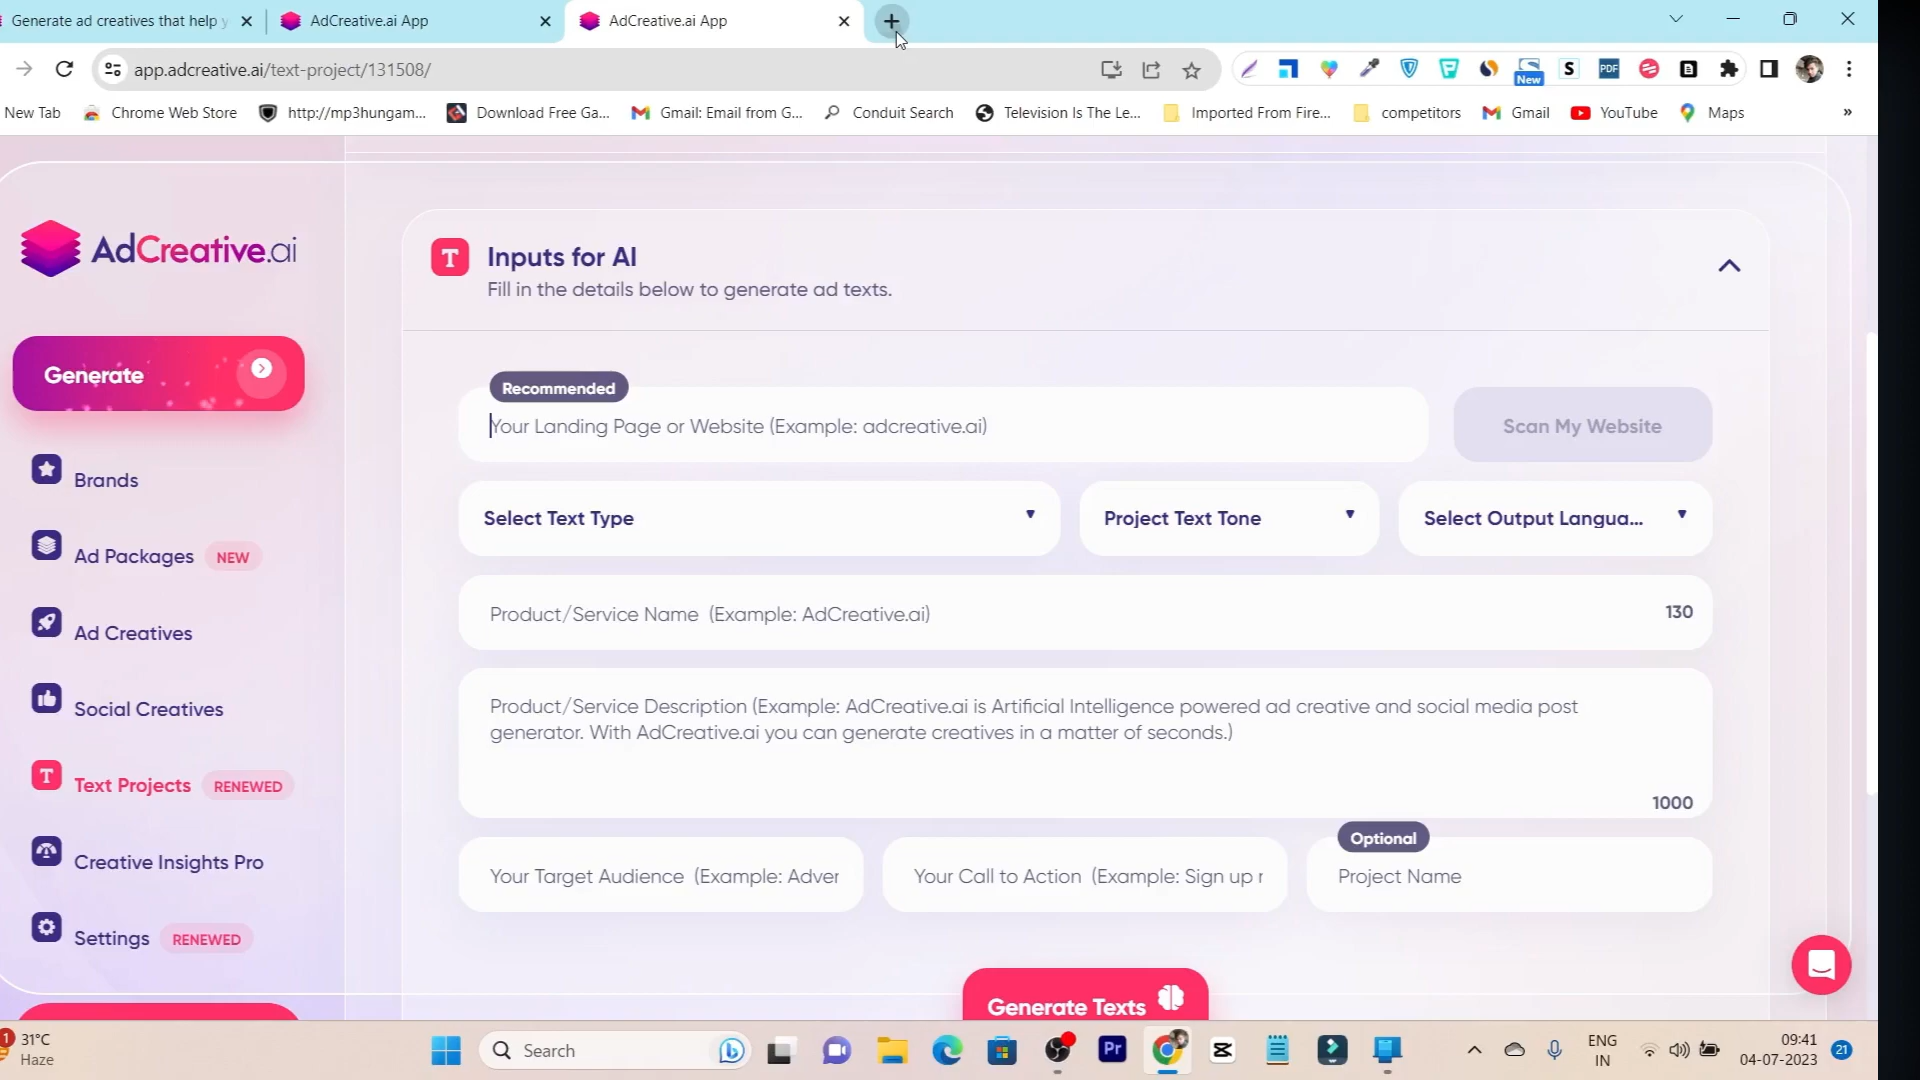 Generate ad creatives that help y
AdCreative.ai App
AdCreative.ai App
app.adcreative.ai/text-project/131508/
New
PDF
New Tab
Chrome Web Store
http://mp3hungam...
Download Free Ga...
Gmail: Email from G...
Conduit Search
Television Is The Le...
Imported From Fire...
competitors
Gmail
YouTube
Maps
»
AdCreative.ai
Generate
Brands
Ad Packages NEW
Ad Creatives
Social Creatives
Text Projects RENEWED
Creative Insights Pro
Settings RENEWED
Inputs for AI
Fill in the details below to generate ad texts.
Recommended
Your Landing Page or Website (Example: adcreative.ai)
Scan My Website
Select Text Type
Project Text Tone
Select Output Langua...
Product/Service Name (Example: AdCreative.ai)
130
Product/Service Description (Example: AdCreative.ai is Artificial Intelligence powered ad creative and social media post
generator. With AdCreative.ai you can generate creatives in a matter of seconds.)
1000
Your Target Audience (Example: Adver
Your Call to Action (Example: Sign up r
Optional
Project Name
Generate Texts
1
31°C
Haze
Search
Pr
ENG
IN
09:41
04-07-2023
21